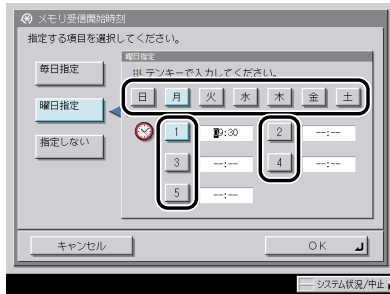 メモリ受信開始時刻
指定する項目を選択してください。
曜日指定
毎日指定
テンキーで入力してください。
日 月 火 水 木 金 土
曜日指定
1 09:30 2 --:--
指定しない
3 --:-- 4 --:--
5 --:--
キャンセル OK
システム状況/中止